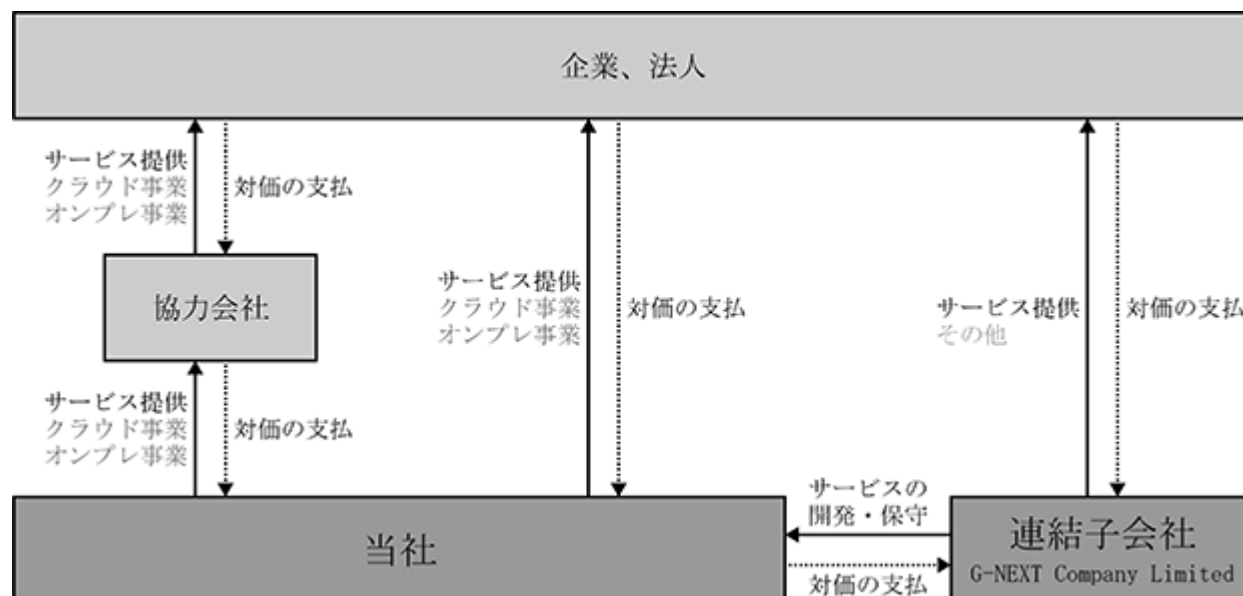 企業、法人
サービス提供
クラウド事業
オンプレ事業
対価の支払
協力会社
サービス提供
クラウド事業
オンプレ事業
対価の支払
サービス提供
クラウド事業
オンプレ事業
対価の支払
サービス提供
その他
対価の支払
当社
サービスの
開発・保守
対価の支払
連結子会社
G-NEXT Company Limited